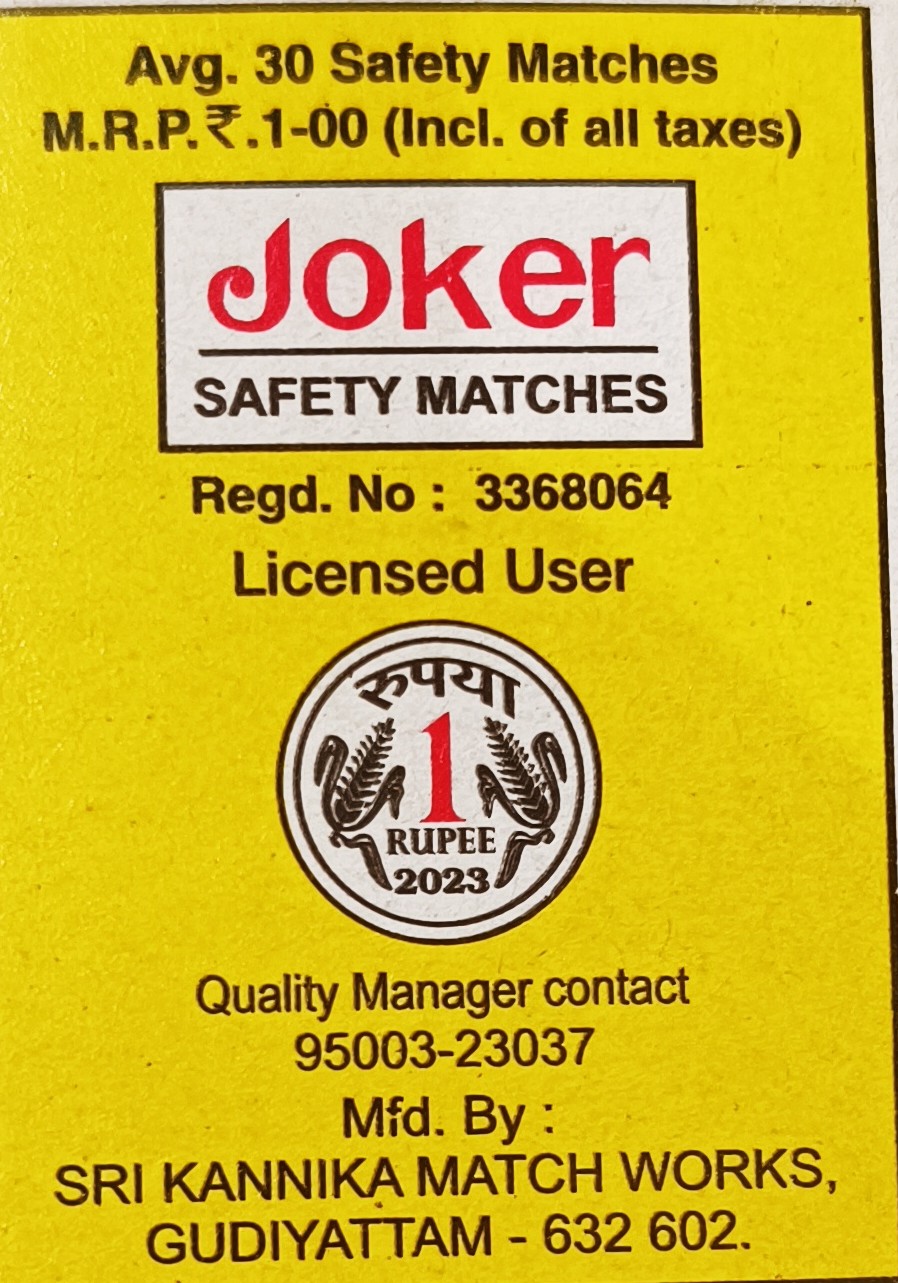 Avg. 30 Safety Matches
M.R.P.₹.1-00 (Incl. of all taxes)
Joker
SAFETY MATCHES
Regd. No : 3368064
Licensed User
रुपया
1
RUPEE
2023
Quality Manager contact
95003-23037
Mfd. By :
SRI KANNIKA MATCH WORKS,
GUDIYATTAM - 632 602.